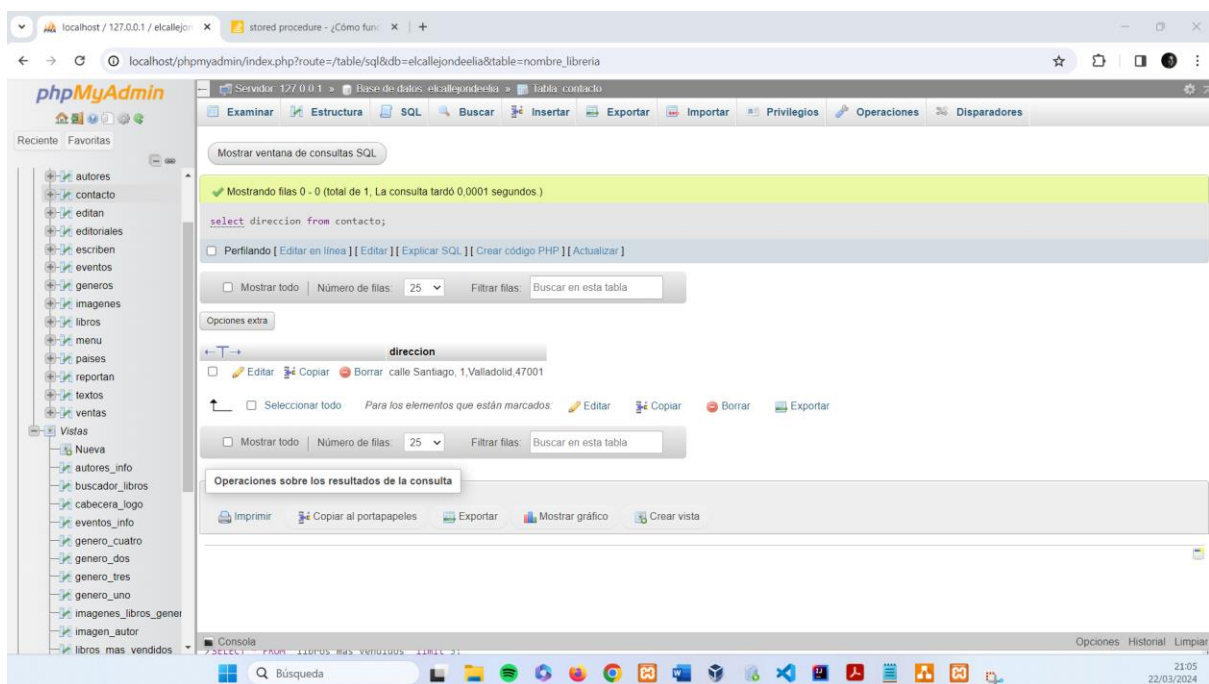 localhost / 127.0.0.1 / elcallejon
stored procedure - ¿Cómo fun
localhost/phpmyadmin/index.php?route=/table/sql&db=elcallejondeelia&table=nombre_libreria
phpMyAdmin
Reciente Favoritas
autores
contacto
editan
editoriales
escriben
eventos
generos
imagenes
libros
menu
paises
reportan
textos
ventas
Vistas
Nueva
autores_info
buscador_libros
cabecera_logo
eventos_info
genero_cuatro
genero_dos
genero_tres
genero_uno
imagenes_libros_gener
imagen_autor
libros_mas_vendidos
Servidor: 127.0.0.1 » Base de datos: elcallejondeelia » Tabla: contacto
Examinar Estructura SQL Buscar Insertar Exportar Importar Privilegios Operaciones Disparadores
Mostrar ventana de consultas SQL
Mostrando filas 0 - 0 (total de 1, La consulta tardó 0,0001 segundos.)
select direccion from contacto;
Perfilando [ Editar en línea ] [ Editar ] [ Explicar SQL ] [ Crear código PHP ] [ Actualizar ]
Mostrar todo | Número de filas: 25 Filtrar filas: Buscar en esta tabla
Opciones extra
←T→ direccion
Editar Copiar Borrar calle Santiago, 1,Valladolid,47001
Seleccionar todo Para los elementos que están marcados: Editar Copiar Borrar Exportar
Mostrar todo | Número de filas: 25 Filtrar filas: Buscar en esta tabla
Operaciones sobre los resultados de la consulta
Imprimir Copiar al portapapeles Exportar Mostrar gráfico Crear vista
Consola Opciones Historial Limpiar
>SELECT * FROM libros mas vendidos limit 5;
Búsqueda
21:05
22/03/2024